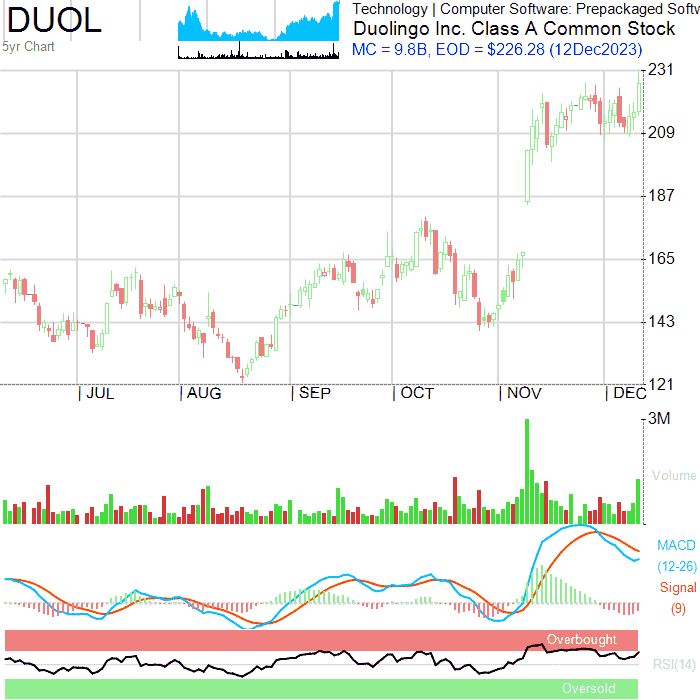 DUOL
5yr Chart
Technology | Computer Software: Prepackaged Softw
Duolingo Inc. Class A Common Stock
MC = 9.8B, EOD = $226.28 (12Dec2023)
231
209
187
165
143
121
| JUL | AUG | SEP | OCT | NOV | DEC
3M
Volume
MACD
(12-26)
Signal
(9)
Overbought
RSI(14)
Oversold